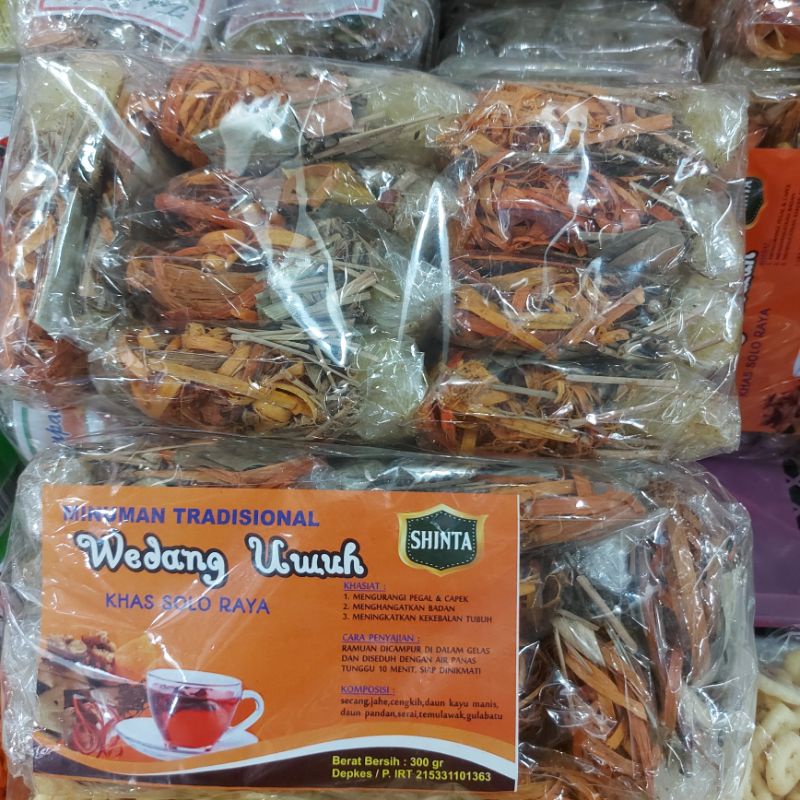 MINUMAN TRADISIONAL
Wedang Uwuh
KHAS SOLO RAYA
SHINTA
KHASIAT :
1. MENGURANGI PEGAL & CAPEK
2. MENGHANGATKAN BADAN
3. MENINGKATKAN KEKEBALAN TUBUH
CARA PENYAJIAN :
RAMUAN DICAMPUR DI DALAM GELAS
DAN DISEDUH DENGAN AIR PANAS
TUNGGU 10 MENIT, SIAP DINIKMATI
KOMPOSISI :
secang,jahe,cengkih,daun kayu manis,
daun pandan,serai,temulawak,gulabatu
Berat Bersih : 300 gr
Depkes / P. IRT 215331101363
SHINTA
KHAS SOLO RAYA